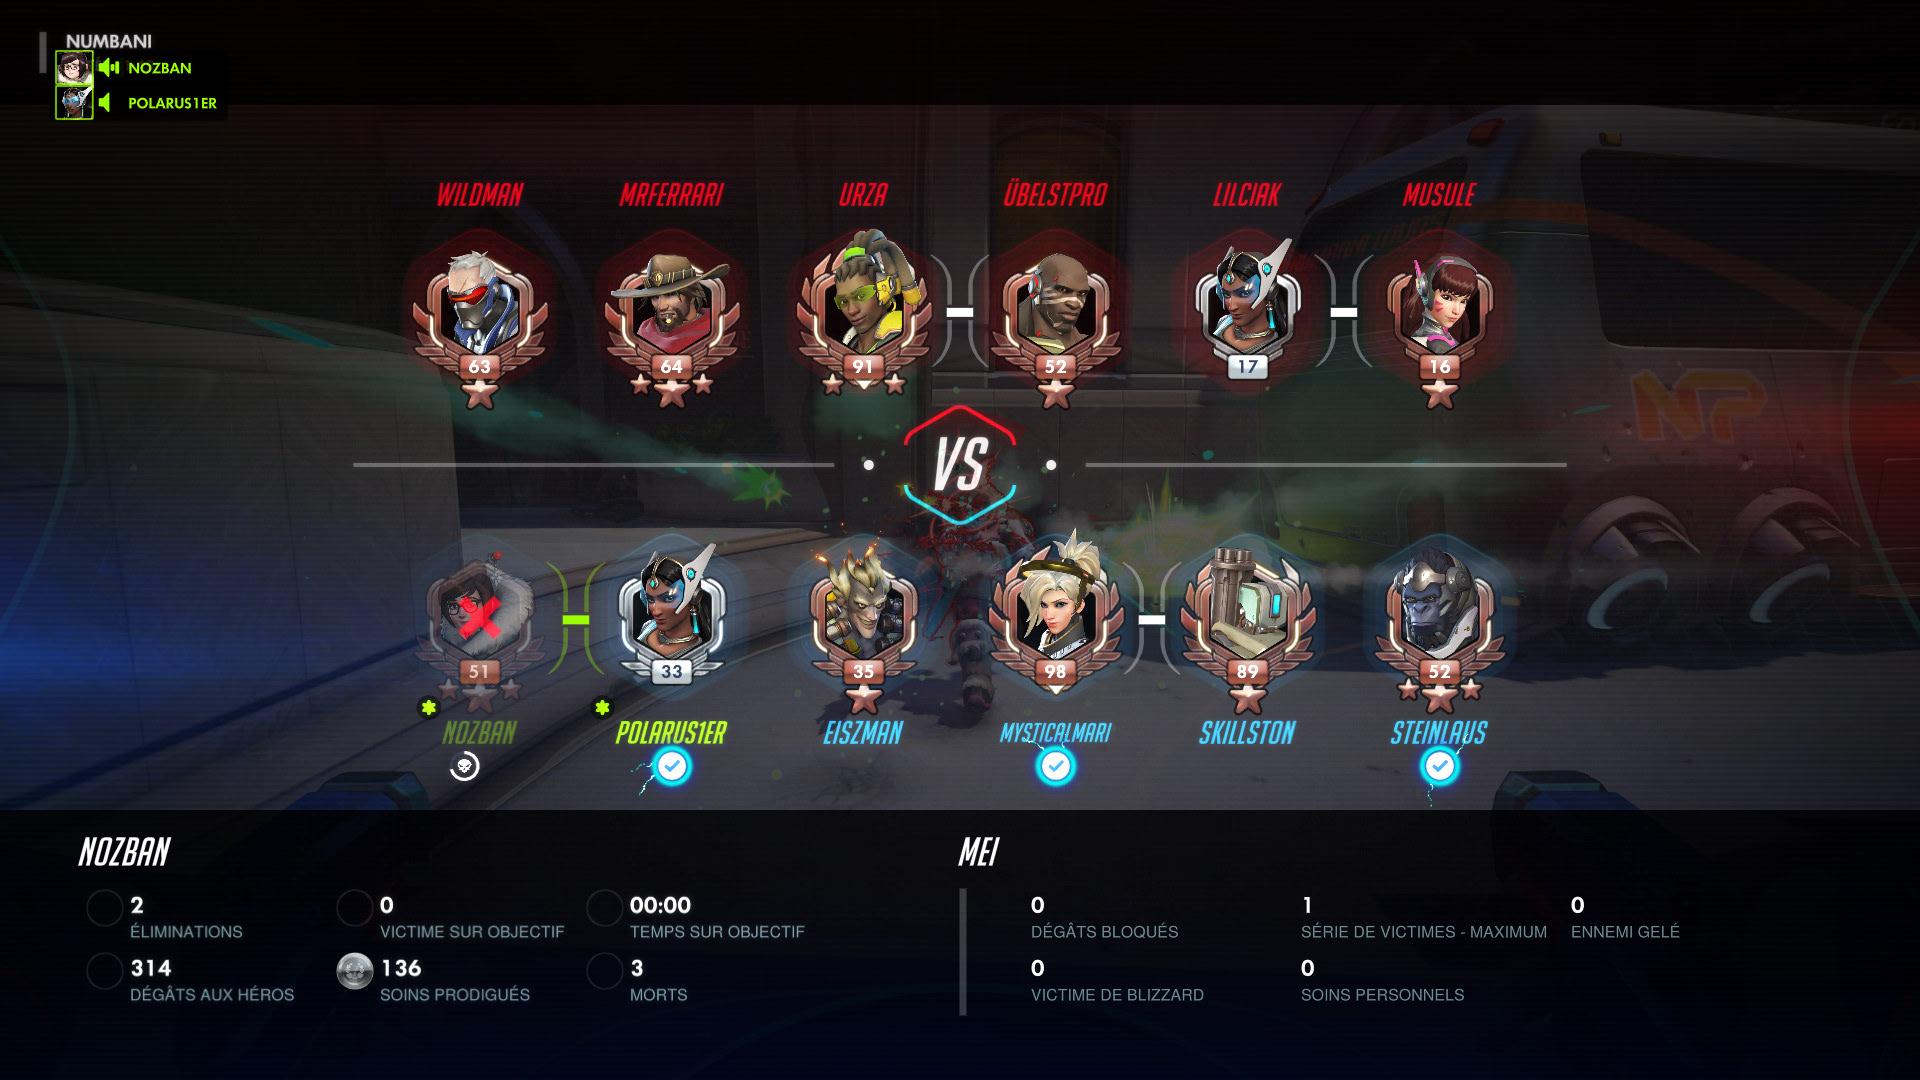 NUMBANI
NOZBAN
POLARUS1ER
WILDMAN
MRFERRARI
URZA
ÜBELSTPRO
LILCIAK
MUSULE
63
64
91
52
17
16
NP
VS
51
33
35
98
89
52
NOZBAN
POLARUS1ER
EISZMAN
MYSTICALMARI
SKILLSTON
STEINLAUS
NOZBAN
2
ÉLIMINATIONS
0
VICTIME SUR OBJECTIF
00:00
TEMPS SUR OBJECTIF
314
DÉGÂTS AUX HÉROS
136
SOINS PRODIGUÉS
3
MORTS
MEI
0
DÉGÂTS BLOQUÉS
1
SÉRIE DE VICTIMES - MAXIMUM
0
ENNEMI GELÉ
0
VICTIME DE BLIZZARD
0
SOINS PERSONNELS